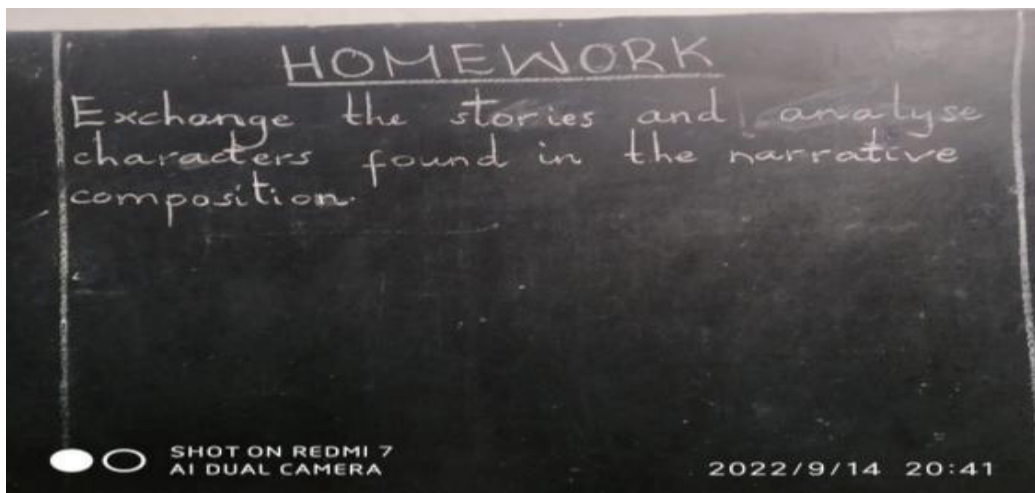 HOMEWORK
Exchange the stories and analyse
characters found in the narrative
composition.
SHOT ON REDMI 7
AI DUAL CAMERA
2022/9/14 20:41